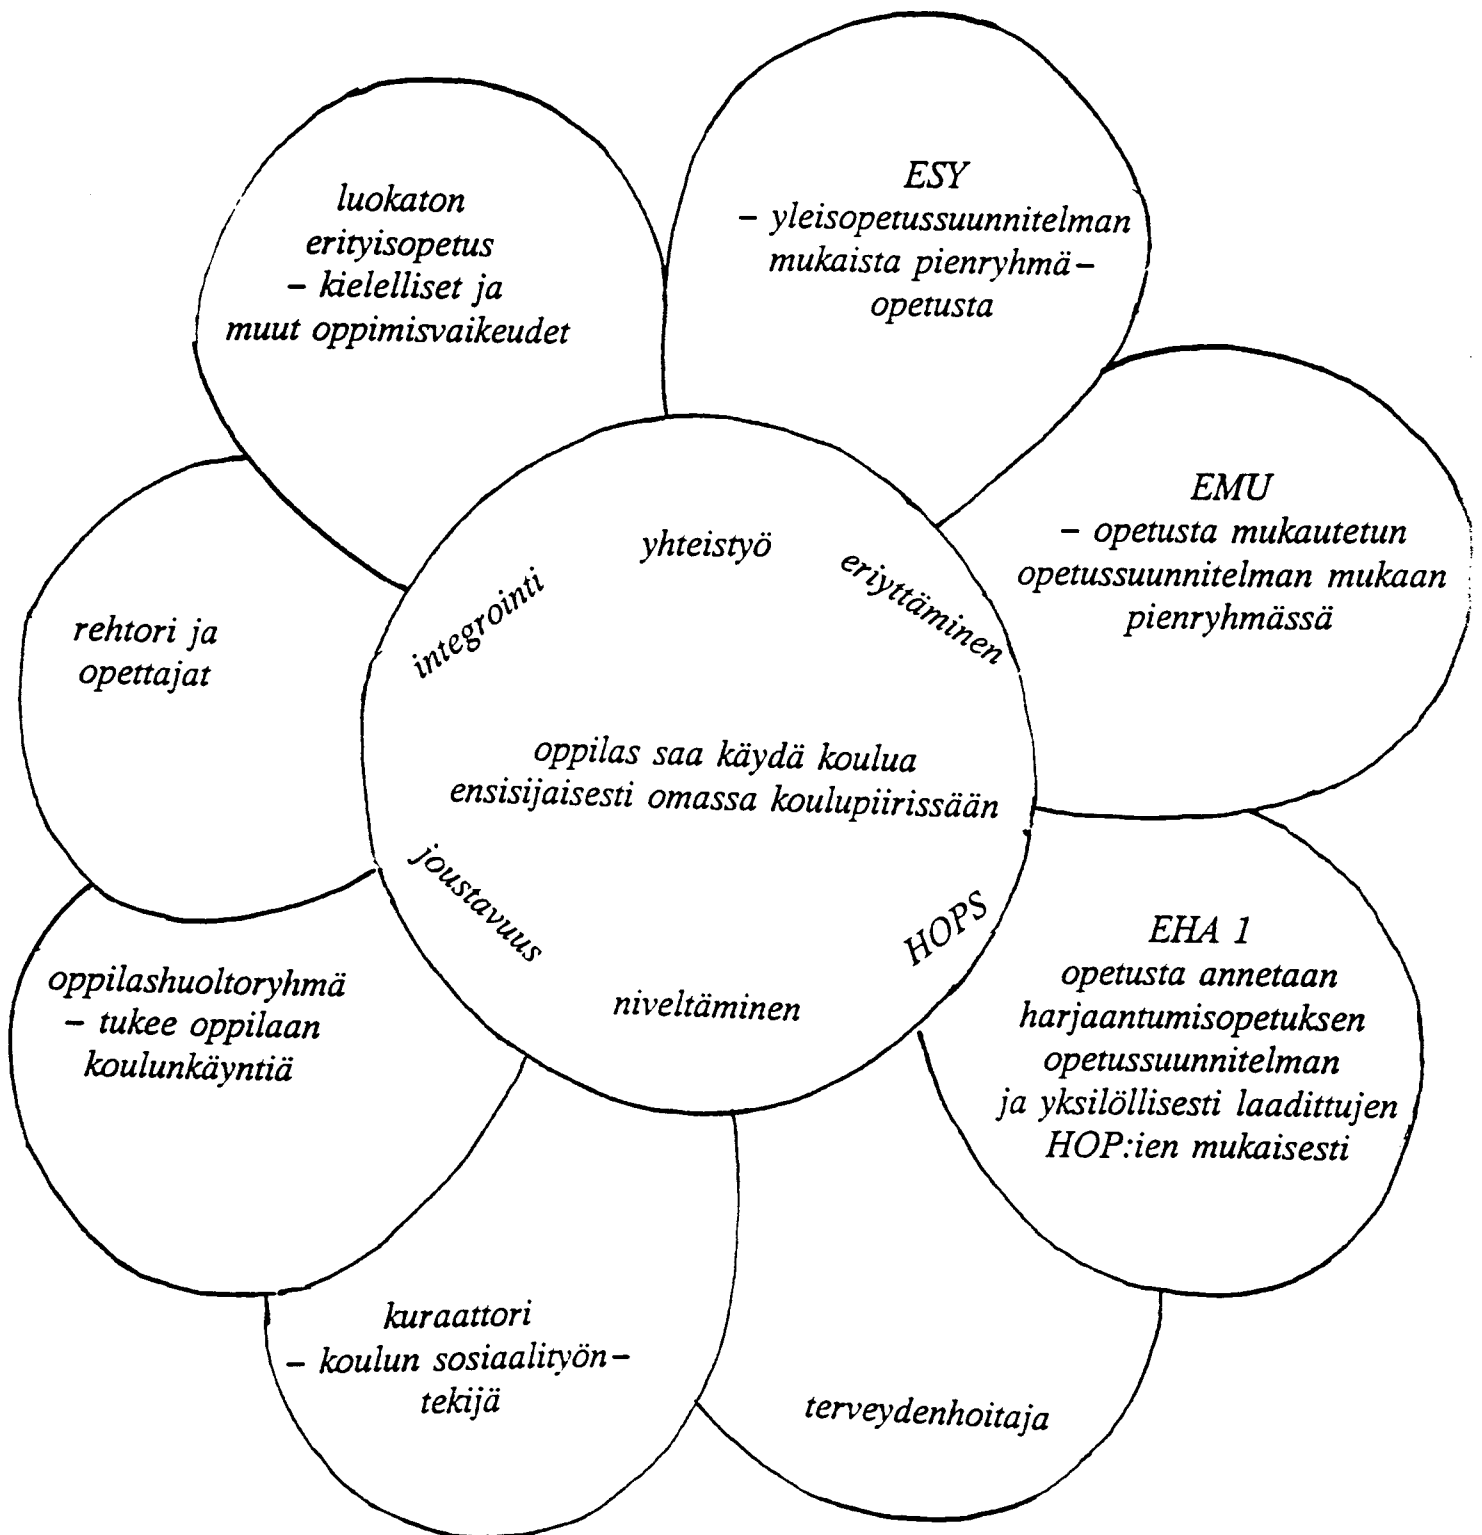 luokaton
erityisopetus
– kielelliset ja
muut oppimisvaikeudet
ESY
– yleisopetussuunnitelman
mukaista pienryhmä–
opetusta
EMU
– opetusta mukautetun
opetussuunnitelman mukaan
pienryhmässä
EHA 1
opetusta annetaan
harjaantumisopetuksen
opetussuunnitelman
ja yksilöllisesti laadittujen
HOP:ien mukaisesti
terveydenhoitaja
kuraattori
– koulun sosiaalityön–
tekijä
oppilashuoltoryhmä
– tukee oppilaan
koulunkäyntiä
rehtori ja
opettajat
integrointi
yhteistyö
eriyttäminen
oppilas saa käydä koulua
ensisijaisesti omassa koulupiirissään
joustavuus
niveltäminen
HOPS